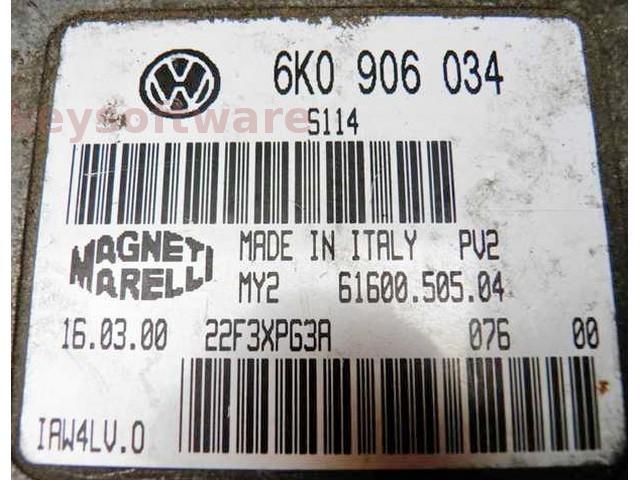 6K0 906 034
keysoftware
S114
MAGNETI
MARELLI
MADE IN ITALY PV2
MY2 61600.505.04
16.03.00 22F3XPG3A 076 00
IAW4LV.0